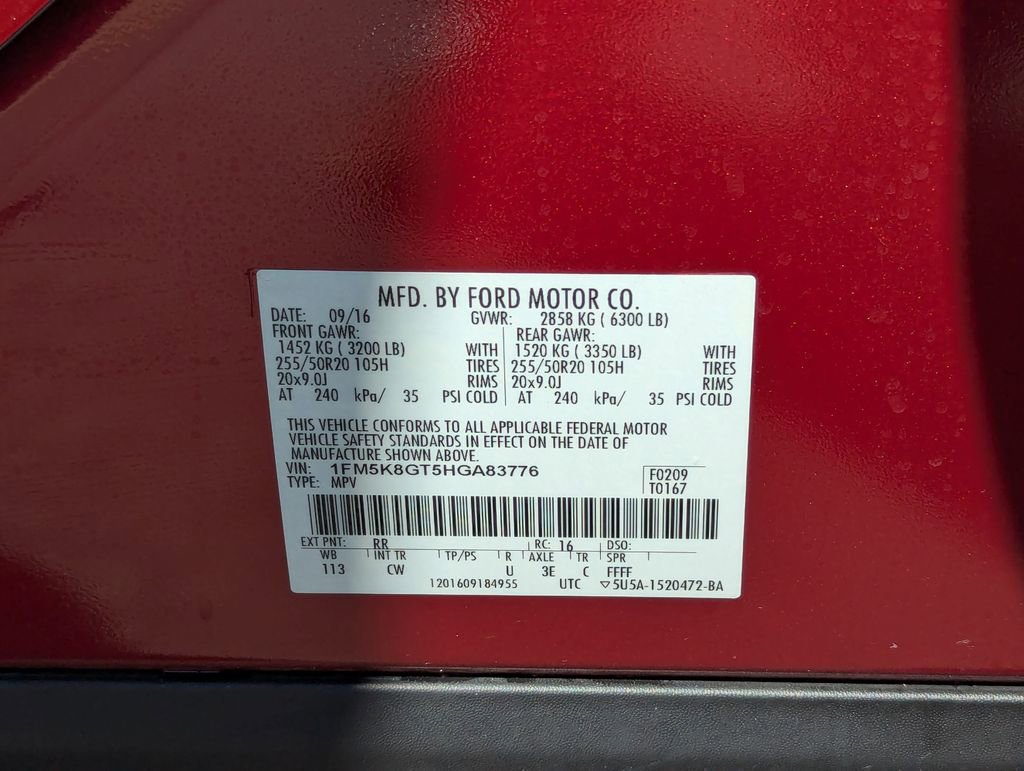 MFD. BY FORD MOTOR CO.
DATE: 09/16 GVWR: 2858 KG ( 6300 LB)
FRONT GAWR: REAR GAWR:
1452 KG ( 3200 LB) WITH 1520 KG ( 3350 LB) WITH
255/50R20 105H TIRES 255/50R20 105H TIRES
20x9.0J RIMS 20x9.0J RIMS
AT 240 kPa/ 35 PSI COLD AT 240 kPa/ 35 PSI COLD
THIS VEHICLE CONFORMS TO ALL APPLICABLE FEDERAL MOTOR
VEHICLE SAFETY STANDARDS IN EFFECT ON THE DATE OF
MANUFACTURE SHOWN ABOVE.
VIN: 1FM5K8GT5HGA83776 F0209
TYPE: MPV T0167
EXT PNT: RR RC: 16 DSO:
WB INT TR TP/PS R AXLE TR SPR
113 CW U 3E C FFFF
1201609184955 UTC ▽5U5A-1520472-BA